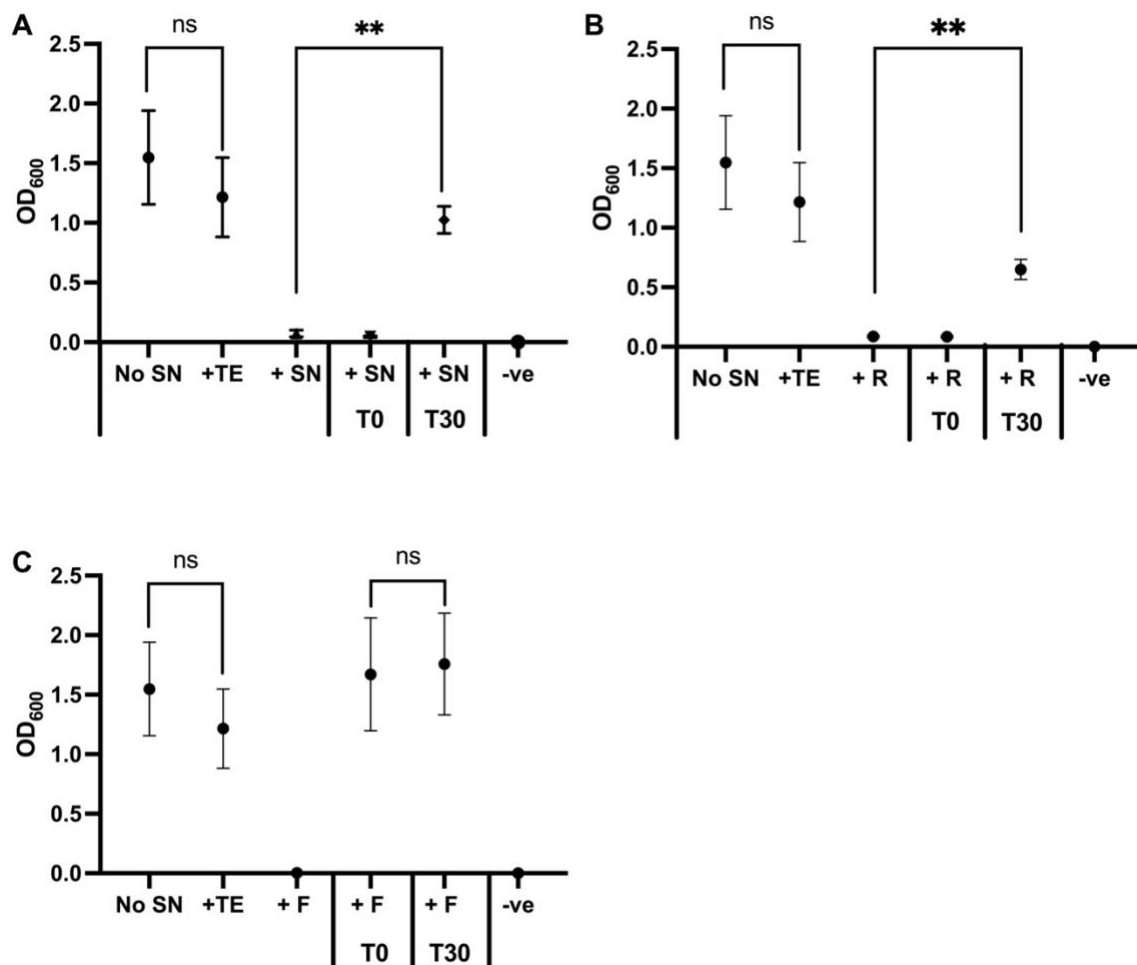 A
ns
**
2.5
2.0
1.5
1.0
0.5
0.0
OD600
No SN +TE + SN + SN + SN -ve
T0 T30
B
ns
**
2.5
2.0
1.5
1.0
0.5
0.0
OD600
No SN +TE + R + R + R -ve
T0 T30
C
ns
ns
2.5
2.0
1.5
1.0
0.5
0.0
OD600
No SN +TE + F + F + F -ve
T0 T30